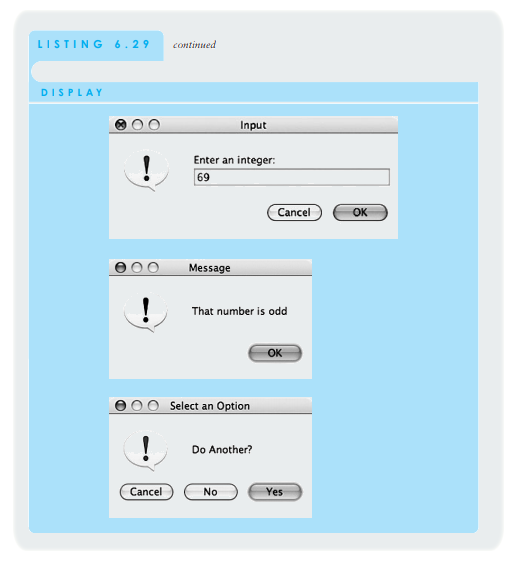 LISTING 6.29 continued
DISPLAY
Input
Enter an integer:
69
Cancel OK
Message
That number is odd
OK
Select an Option
Do Another?
Cancel No Yes